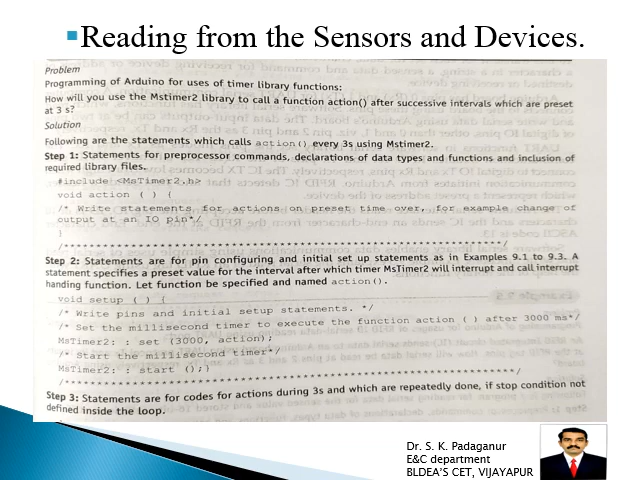 Reading from the Sensors and Devices.
Problem
Programming of Arduino for uses of timer library functions:
How will you use the Mstimer2 library to call a function action() after successive intervals which are preset
at 3 s?
Solution
Following are the statements which calls action() every 3s using Mstimer2.
Step 1: Statements for preprocessor commands, declarations of data types and functions and inclusion of
required library files.
#include <MsTimer2.h>
void action ( ) {
/* Write statements for actions on preset time over, for example change of
output at an IO pin*/
}
/*******************************************************/
Step 2: Statements are for pin configuring and initial set up statements as in Examples 9.1 to 9.3. A
statement specifies a preset value for the interval after which timer MsTimer2 will interrupt and call interrupt
handing function. Let function be specified and named action().
void setup ( ) {
/* Write pins and initial setup statements. */
/* Set the millisecond timer to execute the function action ( ) after 3000 ms*/
MsTimer2: : set (3000, action);
/* Start the millisecond timer*/
MsTimer2: : start ();}
/*******************************************************/
Step 3: Statements are for codes for actions during 3s and which are repeatedly done, if stop condition not
defined inside the loop.
Dr. S. K. Padaganur
E&C department
BLDEA'S CET, VIJAYAPUR